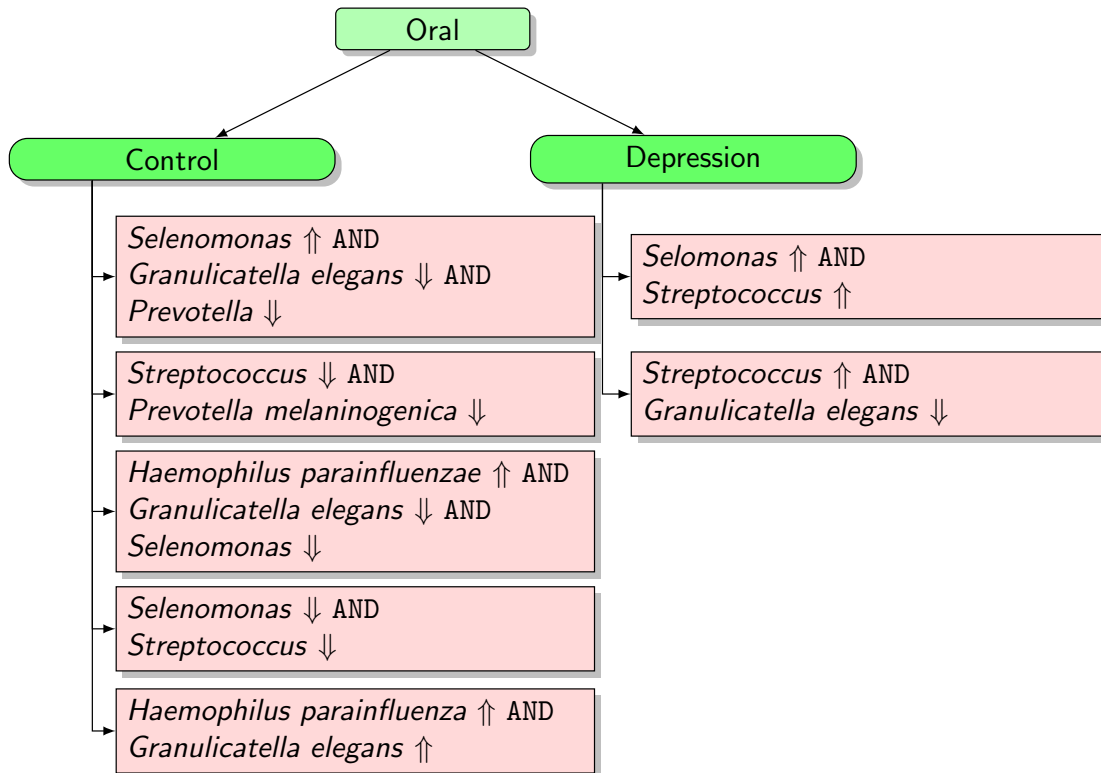 Oral
Control
Depression
Selenomonas ⇑ AND
Granulicatella elegans ⇓ AND
Prevotella ⇓
Streptococcus ⇓ AND
Prevotella melaninogenica ⇓
Haemophilus parainfluenzae ⇑ AND
Granulicatella elegans ⇓ AND
Selenomonas ⇓
Selenomonas ⇓ AND
Streptococcus ⇓
Haemophilus parainfluenza ⇑ AND
Granulicatella elegans ⇑
Selomonas ⇑ AND
Streptococcus ⇑
Streptococcus ⇑ AND
Granulicatella elegans ⇓